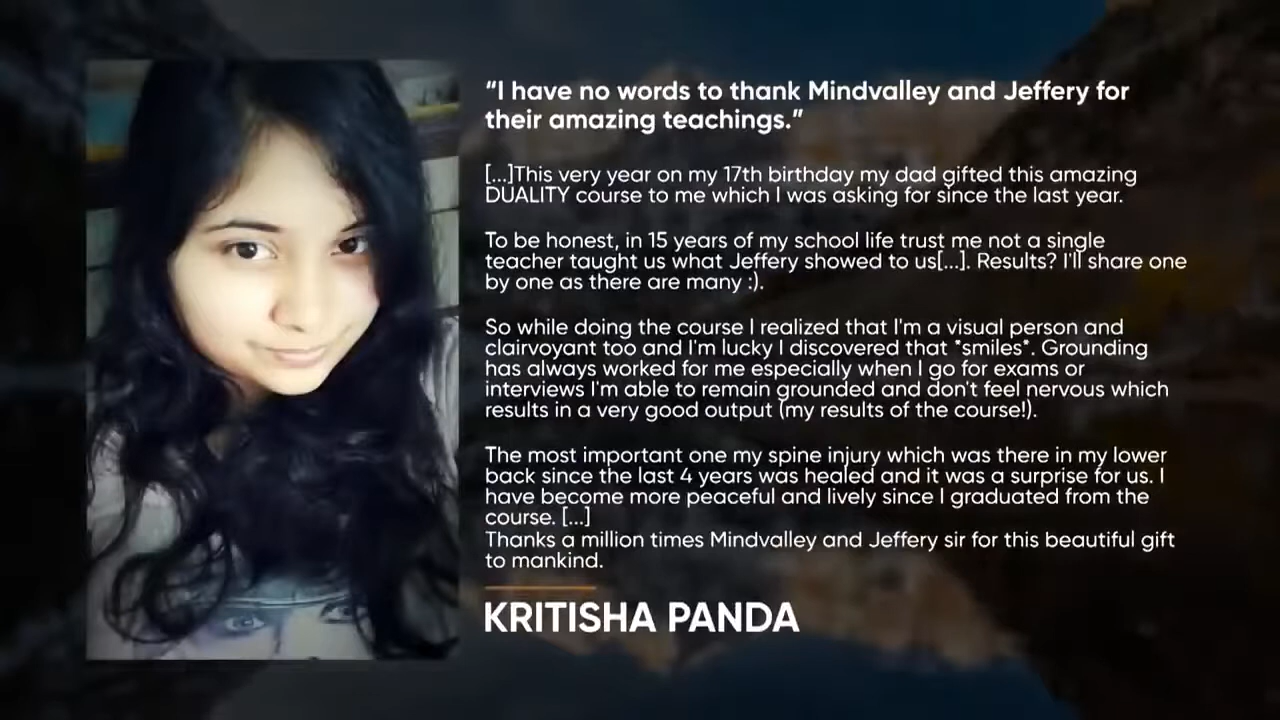 “I have no words to thank Mindvalley and Jeffery for
their amazing teachings.”
[...]This very year on my 17th birthday my dad gifted this amazing
DUALITY course to me which I was asking for since the last year.
To be honest, in 15 years of my school life trust me not a single
teacher taught us what Jeffery showed to us[...]. Results? I'll share one
by one as there are many :).
So while doing the course I realized that I'm a visual person and
clairvoyant too and I'm lucky I discovered that *smiles*. Grounding
has always worked for me especially when I go for exams or
interviews I'm able to remain grounded and don't feel nervous which
results in a very good output (my results of the course!).
The most important one my spine injury which was there in my lower
back since the last 4 years was healed and it was a surprise for us. I
have become more peaceful and lively since I graduated from the
course. [...]
Thanks a million times Mindvalley and Jeffery sir for this beautiful gift
to mankind.
KRITISHA PANDA